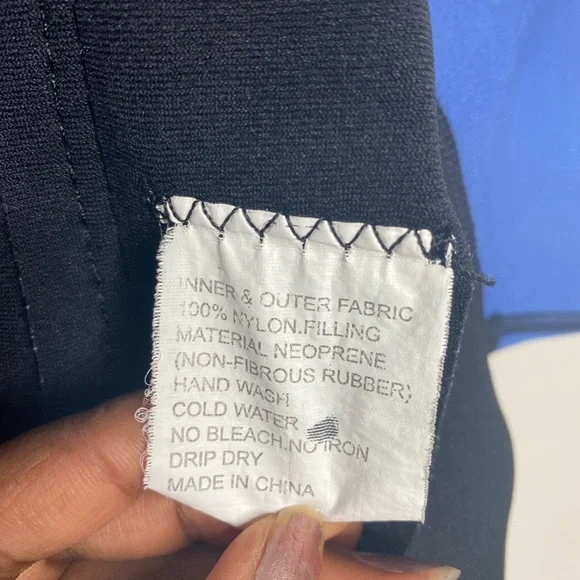 INNER & OUTER FABRIC
100% NYLON.FILLING
MATERIAL NEOPRENE
(NON-FIBROUS RUBBER)
HAND WASH
COLD WATER
NO BLEACH.NO IRON
DRIP DRY
MADE IN CHINA